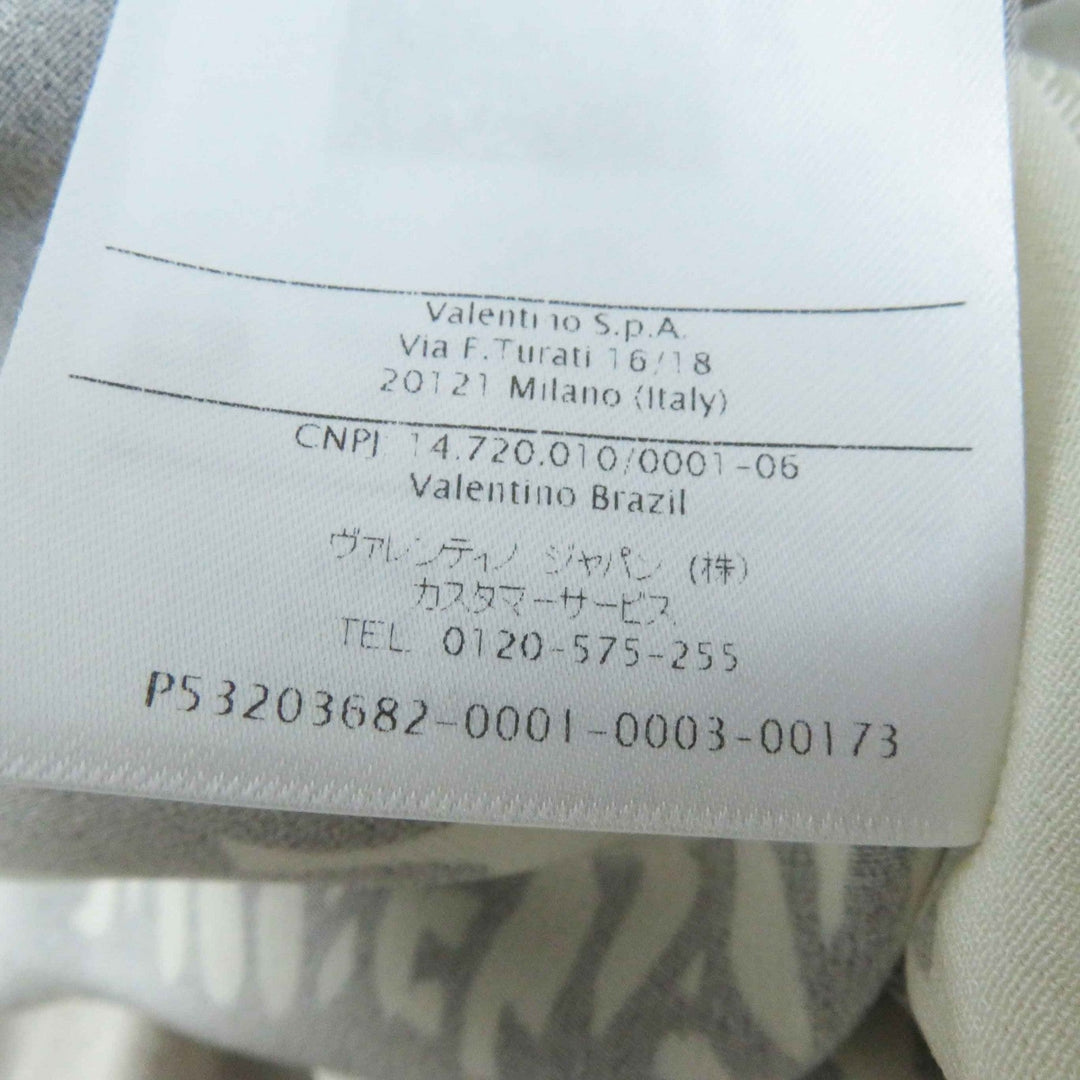 Valentino S.p.A.
Via F.Turati 16/18
20121 Milano (Italy)
CNPJ 14.720.010/0001-06
Valentino Brazil
ヴァレンティノ ジャパン (株)
カスタマーサービス
TEL. 0120-575-255
P53203682-0001-0003-00173